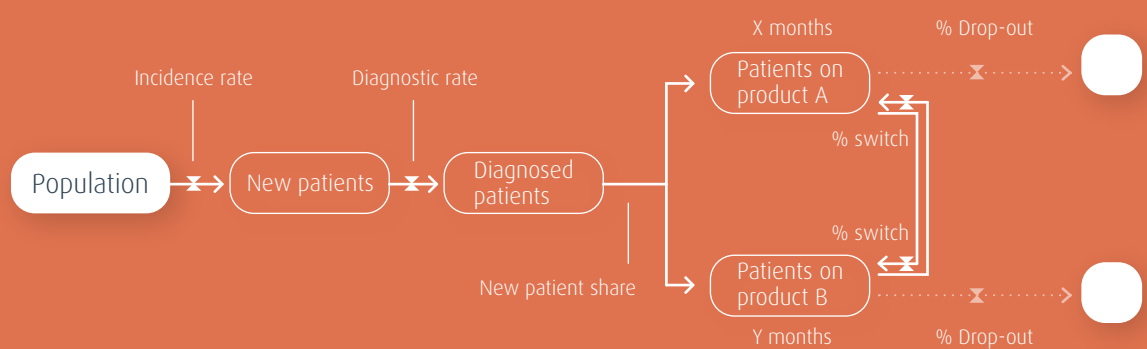 X months
% Drop-out
Incidence rate
Diagnostic rate
Patients on
product A
% switch
Population
New patients
Diagnosed
patients
% switch
New patient share
Patients on
product B
Y months
% Drop-out